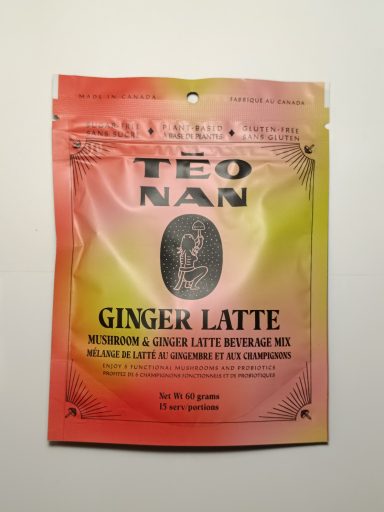 MADE IN CANADA
FABRIQUÉ AU CANADA
SUGAR-FREE ♦ PLANT-BASED ♦ GLUTEN-FREE
SANS SUCRE À BASE DE PLANTES SANS GLUTEN
TĒO
NAN
GINGER LATTE
MUSHROOM & GINGER LATTE BEVERAGE MIX
MÉLANGE DE LATTÉ AU GINGEMBRE ET AUX CHAMPIGNONS
ENJOY 6 FUNCTIONAL MUSHROOMS AND PROBIOTICS
PROFITEZ DE 6 CHAMPIGNONS FONCTIONNELS ET DE PROBIOTIQUES
Net Wt 60 grams
15 serv/portions